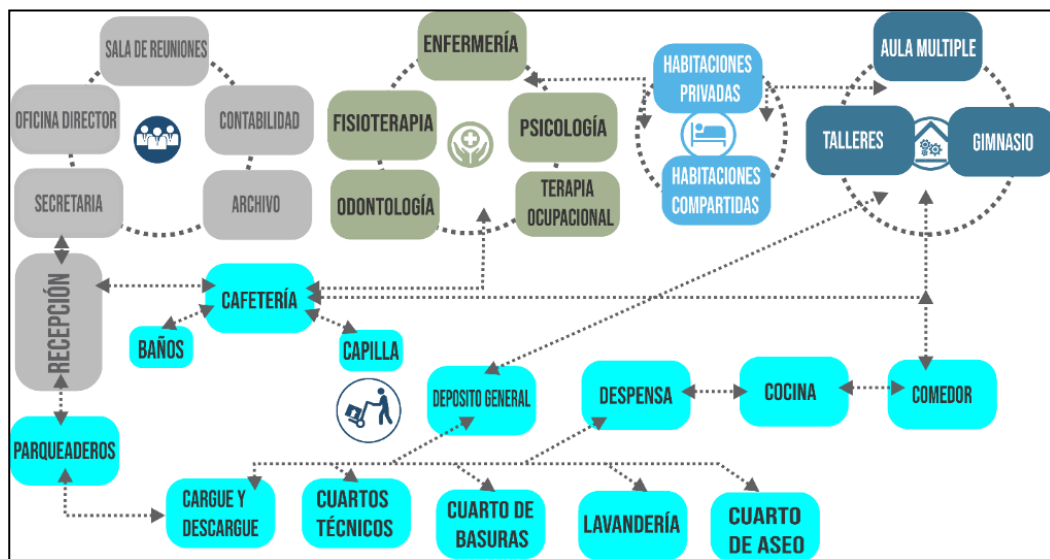 SALA DE REUNIONES
OFICINA DIRECTOR
CONTABILIDAD
SECRETARIA
ARCHIVO
RECEPCIÓN
ENFERMERÍA
FISIOTERAPIA
PSICOLOGÍA
ODONTOLOGÍA
TERAPIA
OCUPACIONAL
HABITACIONES
PRIVADAS
HABITACIONES
COMPARTIDAS
AULA MULTIPLE
TALLERES
GIMNASIO
CAFETERÍA
BAÑOS
CAPILLA
DEPOSITO GENERAL
DESPENSA
COCINA
COMEDOR
PARQUEADEROS
CARGUE Y
DESCARGUE
CUARTOS
TÉCNICOS
CUARTO DE
BASURAS
LAVANDERÍA
CUARTO
DE ASEO